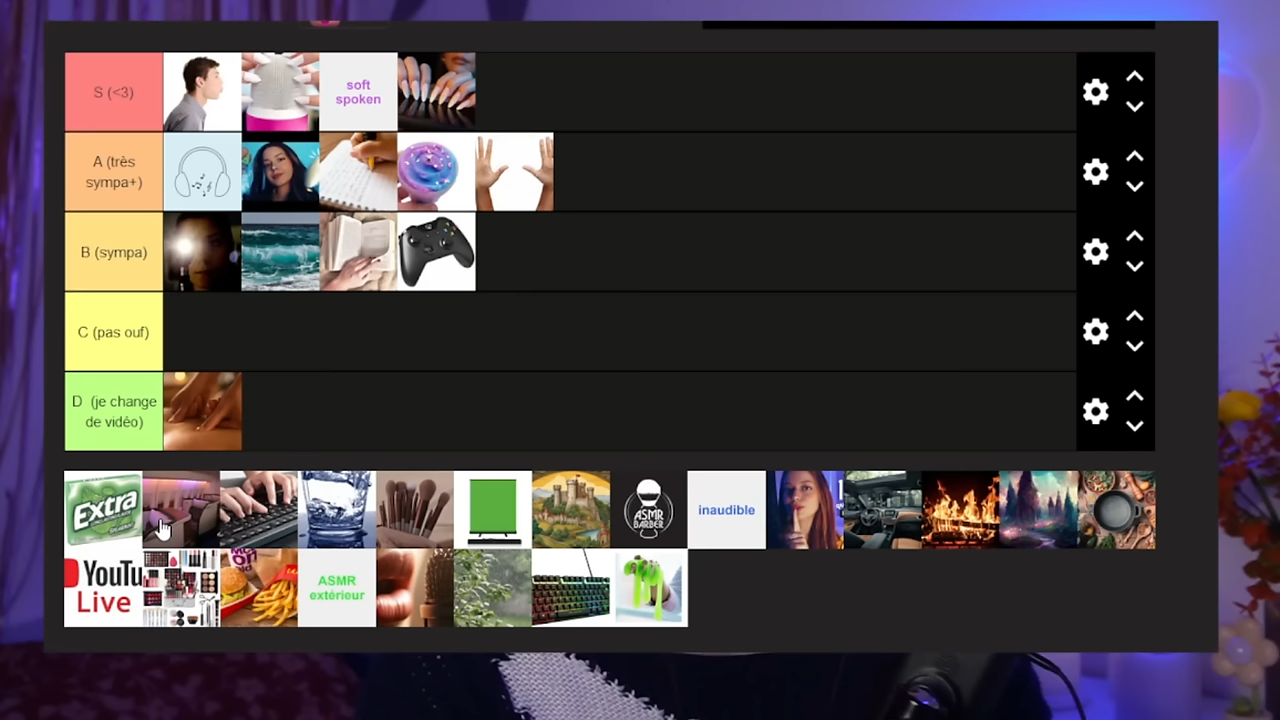 S (<3)
soft
spoken
A (très
sympa+)
B (sympa)
C (pas ouf)
D (je change
de vidéo)
Extra
ASMR
BARBER
inaudible
YouTu
Live
ASMR
extérieur